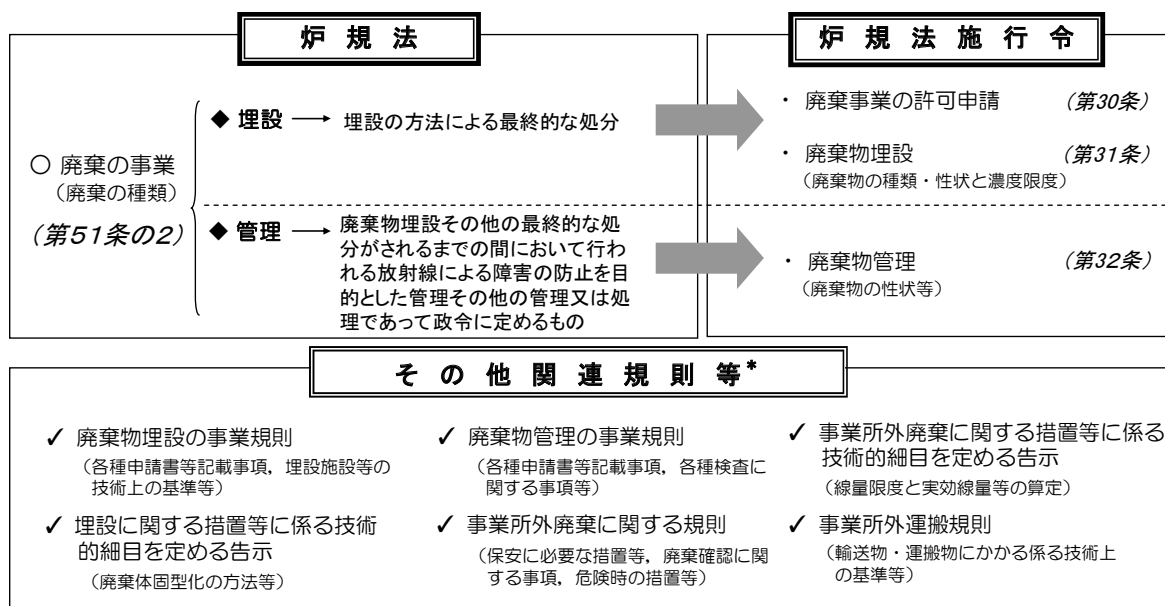 炉規法
炉規法施行令
○ 廃棄の事業
（廃棄の種類）
（第51条の2）
◆ 埋設 → 埋設の方法による最終的な処分
◆ 管理 → 廃棄物埋設その他の最終的な処
分がされるまでの間において行わ
れる放射線による障害の防止を目
的とした管理その他の管理又は処
理であって政令に定めるもの
・ 廃棄事業の許可申請 （第30条）
・ 廃棄物埋設 （第31条）
（廃棄物の種類・性状と濃度限度）
・ 廃棄物管理 （第32条）
（廃棄物の性状等）
その他関連規則等*
✓ 廃棄物埋設の事業規則
（各種申請書等記載事項，埋設施設等の
技術上の基準等）
✓ 埋設に関する措置等に係る技術
的細目を定める告示
（廃棄体固型化の方法等）
✓ 廃棄物管理の事業規則
（各種申請書等記載事項，各種検査に
関する事項等）
✓ 事業所外廃棄に関する規則
（保安に必要な措置等，廃棄確認に関
する事項，危険時の措置等）
✓ 事業所外廃棄に関する措置等に係る
技術的細目を定める告示
（線量限度と実効線量等の算定）
✓ 事業所外運搬規則
（輸送物・運搬物にかかる係る技術上
の基準等）